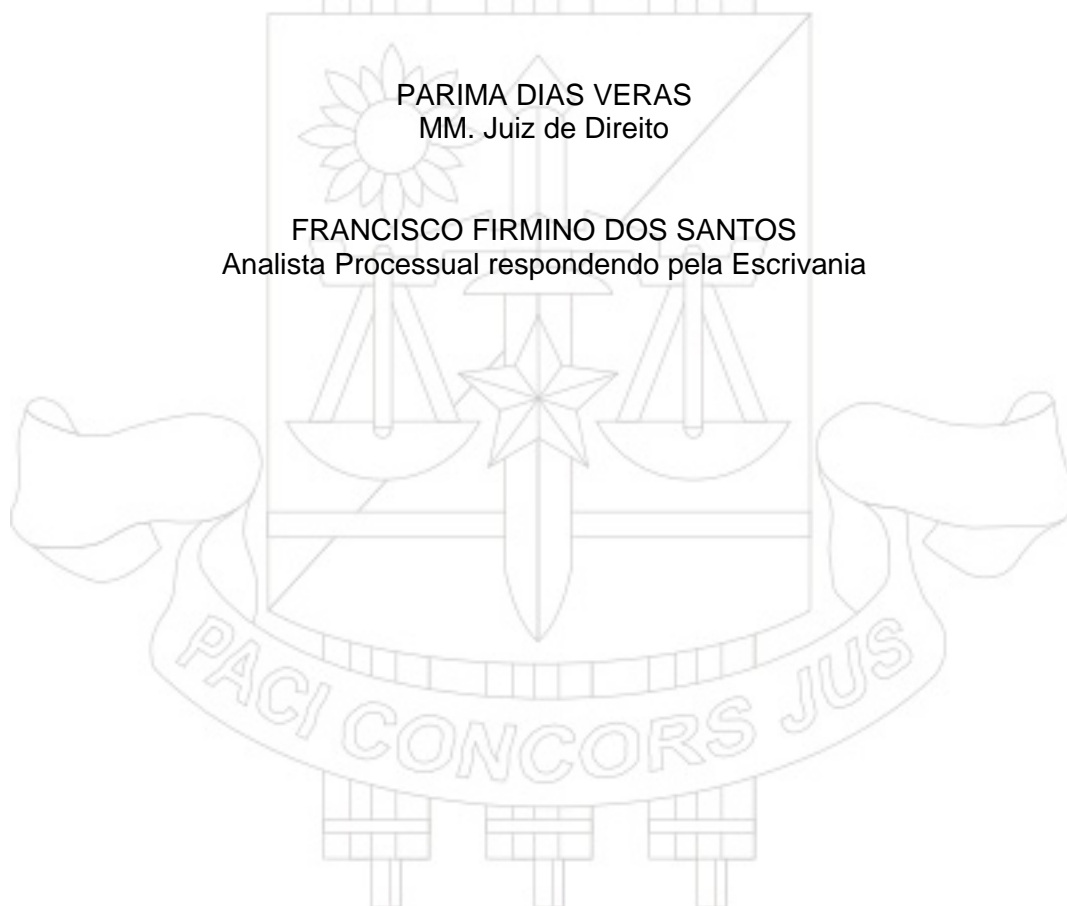 PARIMA DIAS VERAS
MM. Juiz de Direito
FRANCISCO FIRMINO DOS SANTOS
Analista Processual respondendo pela Escrivania
PACI CONCORS JUS